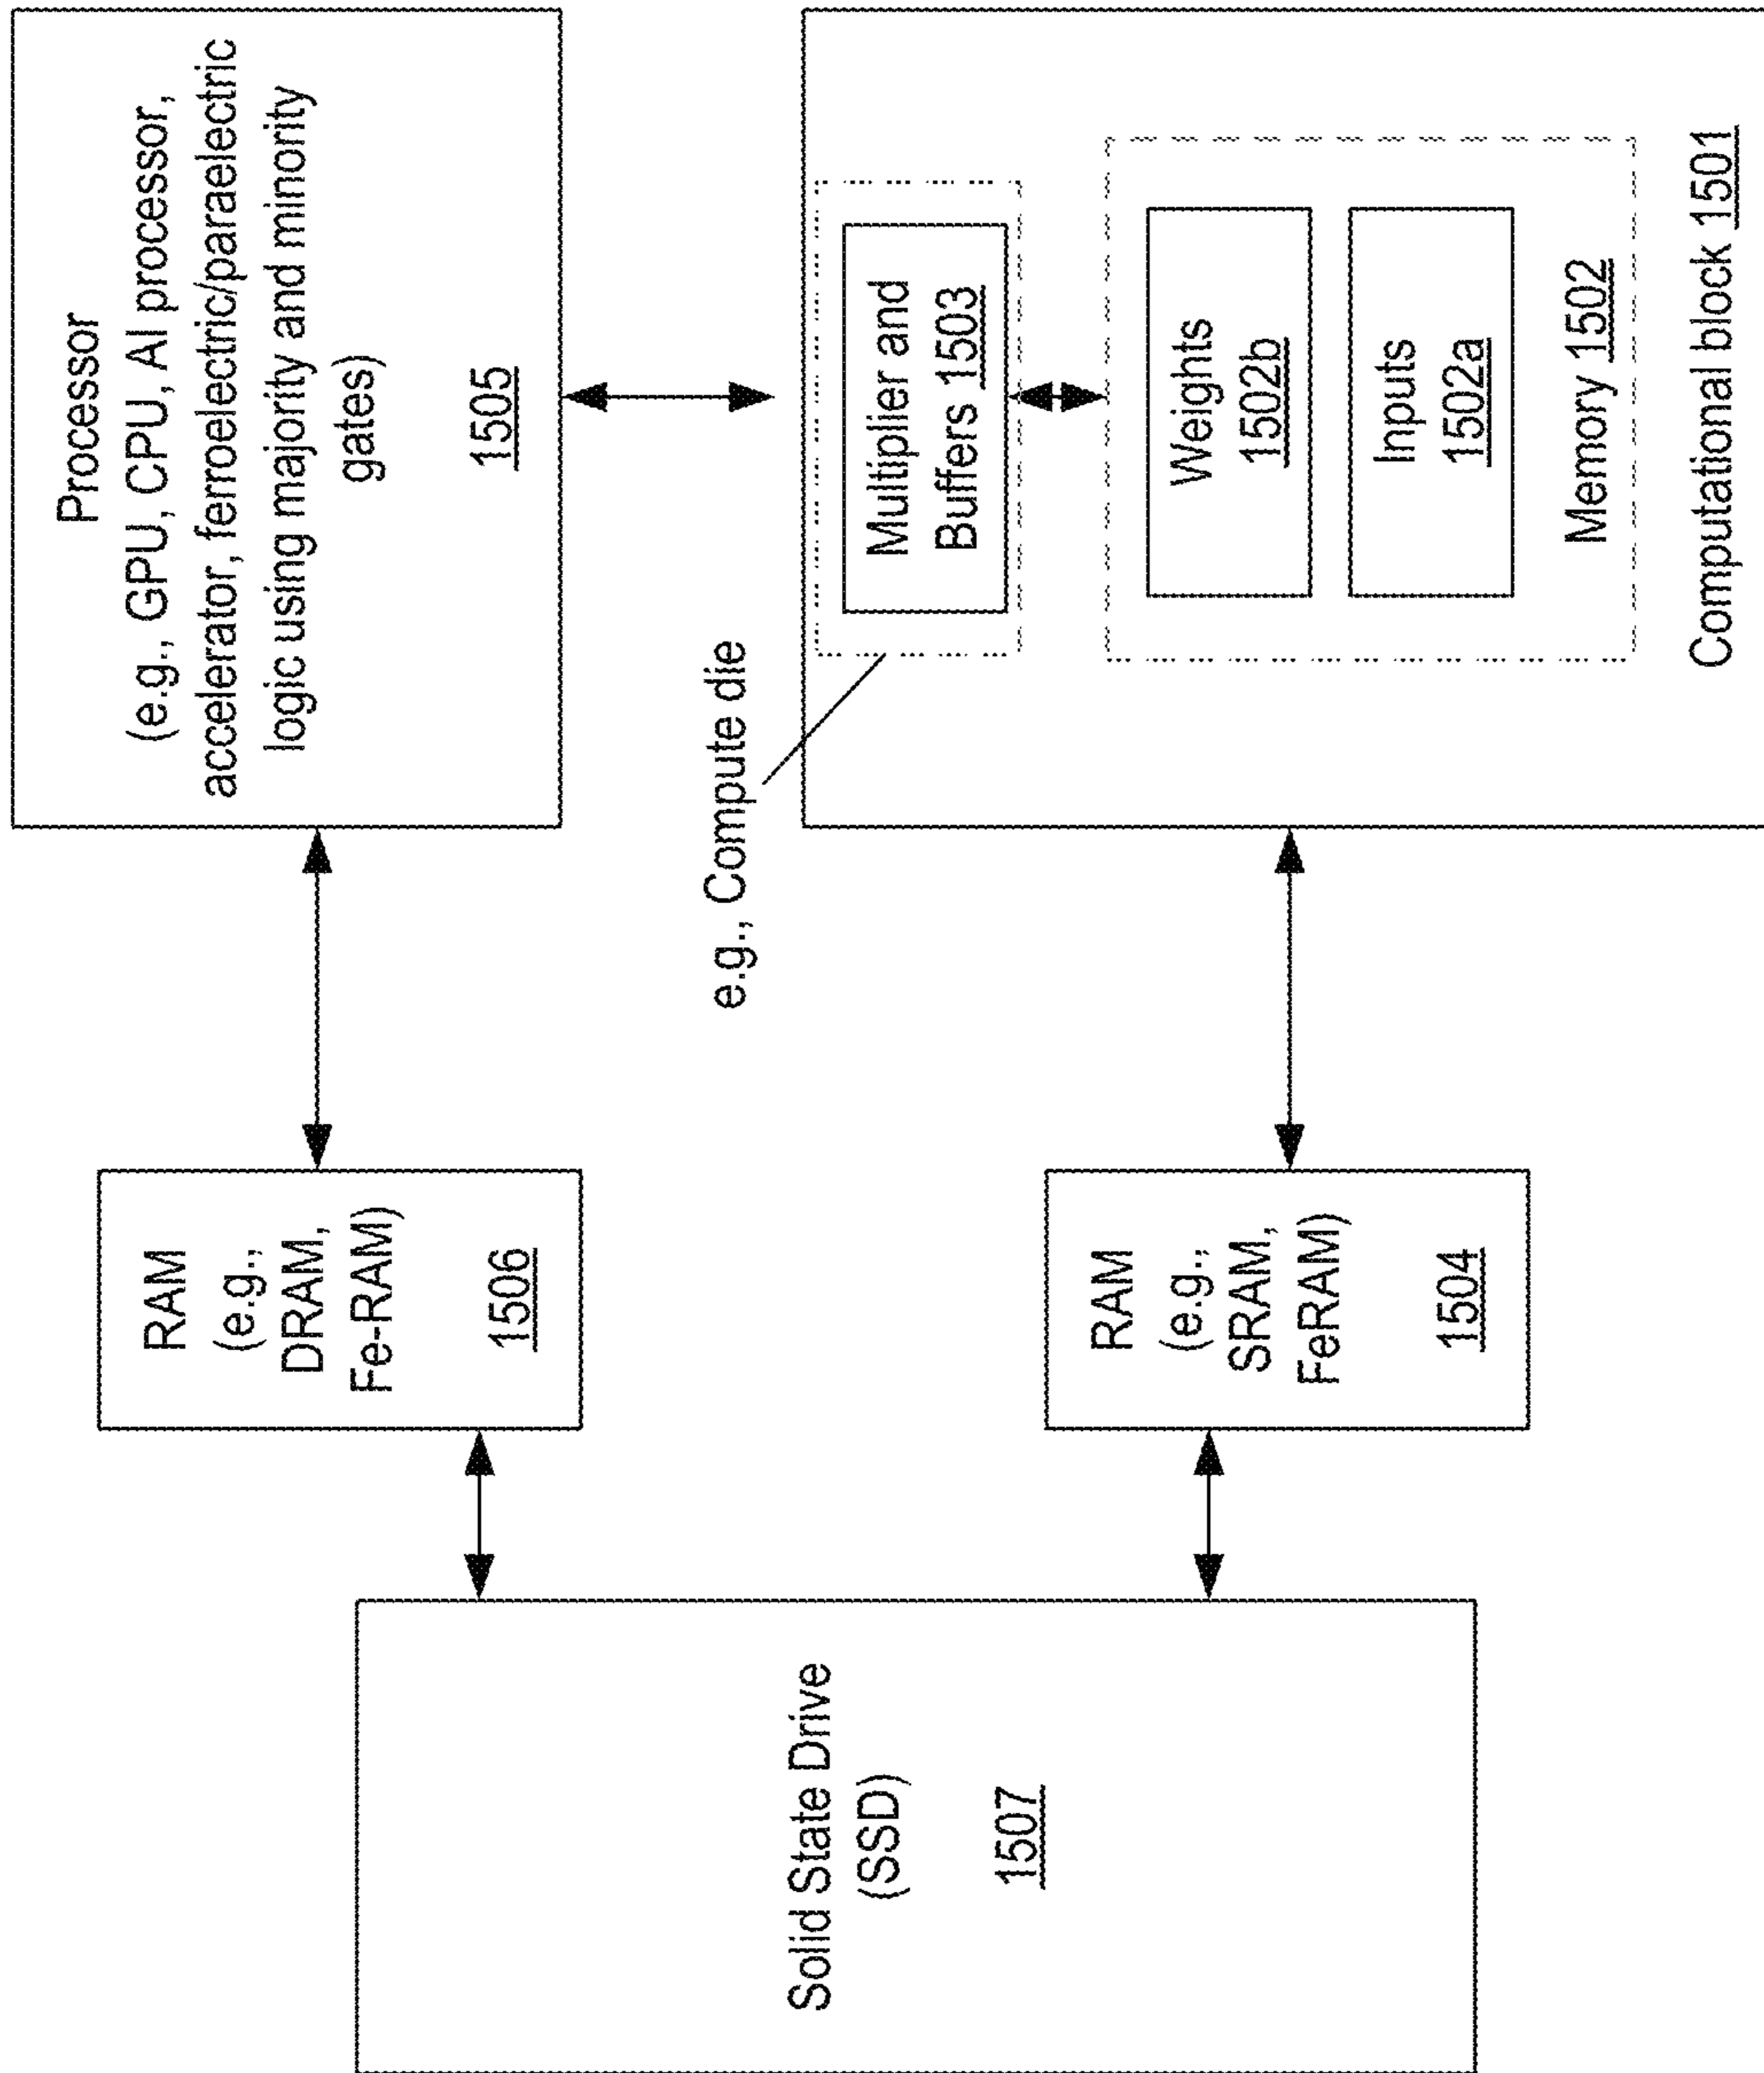 Solid State Drive
(SSD)
1507
RAM
(e.g.,
DRAM,
Fe-RAM)
1506
Processor
(e.g., GPU, CPU, AI processor,
accelerator, ferroelectric/paraelectric
logic using majority and minority
gates)
1505
RAM
(e.g.,
SRAM,
FeRAM)
1504
e.g., Compute die
Multiplier and
Buffers 1503
Weights
1502b
Inputs
1502a
Memory 1502
Computational block 1501